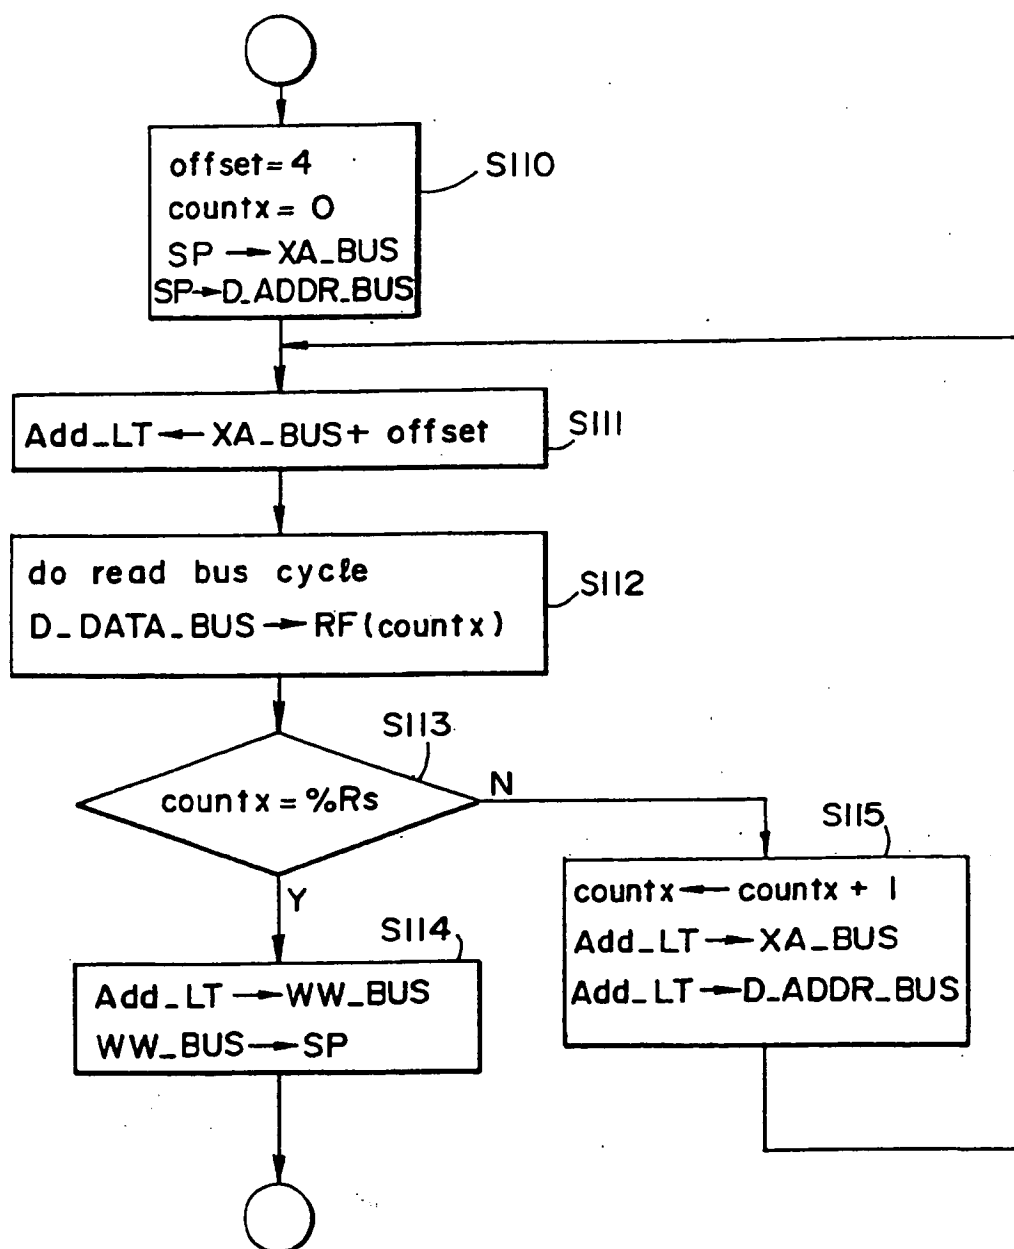 offset= 4
countx = 0
SP → XA_BUS
SP→D_ADDR_BUS
S110
Add_LT ← XA_BUS+ offset
S111
do read bus cycle
D_DATA_BUS → RF(countx)
S112
S113
countx = %Rs
N
Y
S115
countx ← countx + 1
Add_LT → XA_BUS
Add_LT → D_ADDR_BUS
S114
Add_LT → WW_BUS
WW_BUS → SP